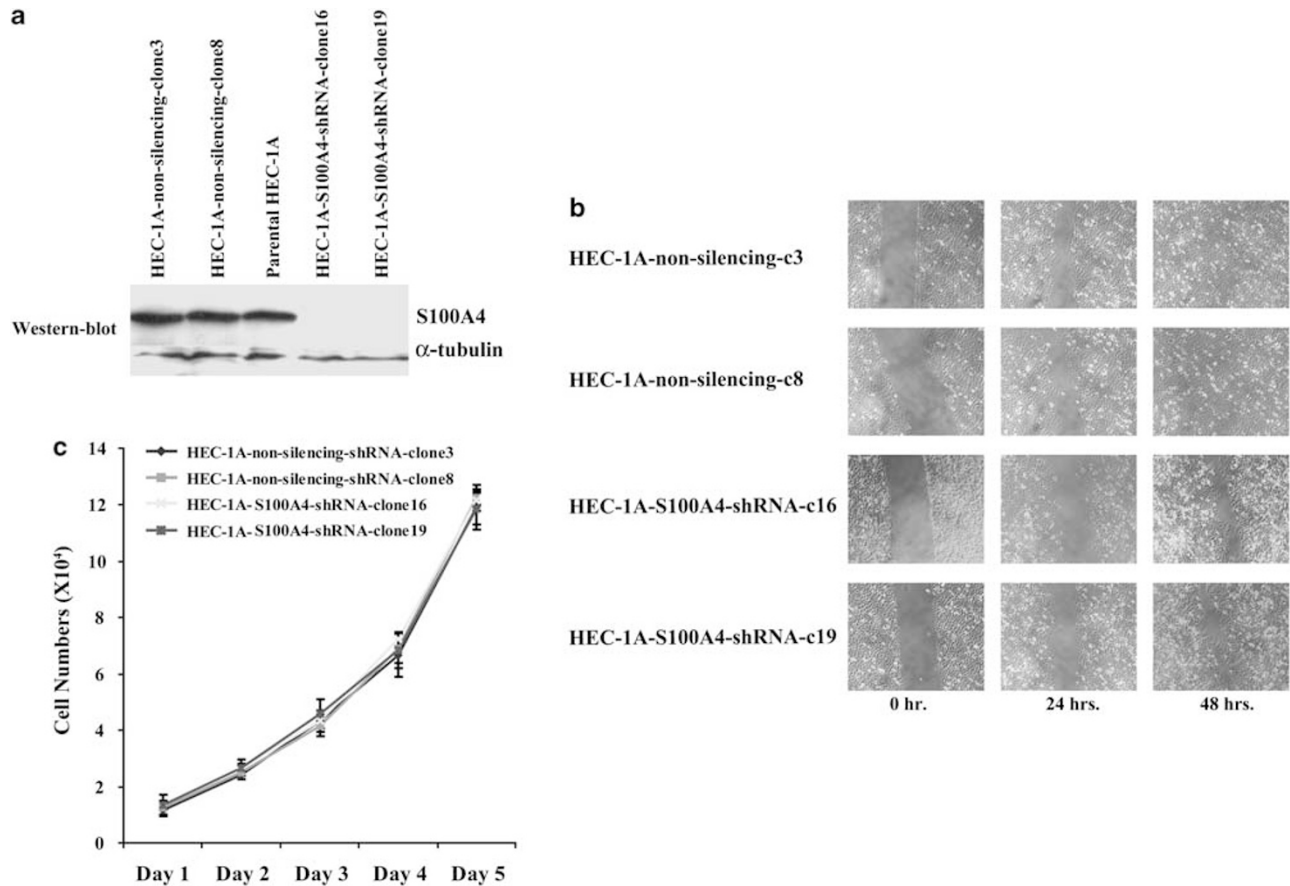 a
HEC-1A-non-silencing-clone3
HEC-1A-non-silencing-clone8
Parental HEC-1A
HEC-1A-S100A4-shRNA-clone16
HEC-1A-S100A4-shRNA-clone19
Western-blot
S100A4
α-tubulin
b
HEC-1A-non-silencing-c3
HEC-1A-non-silencing-c8
HEC-1A-S100A4-shRNA-c16
HEC-1A-S100A4-shRNA-c19
0 hr.
24 hrs.
48 hrs.
c
HEC-1A-non-silencing-shRNA-clone3
HEC-1A-non-silencing-shRNA-clone8
HEC-1A- S100A4-shRNA-clone16
HEC-1A- S100A4-shRNA-clone19
Cell Numbers (X10⁴)
14
12
10
8
6
4
2
0
Day 1
Day 2
Day 3
Day 4
Day 5